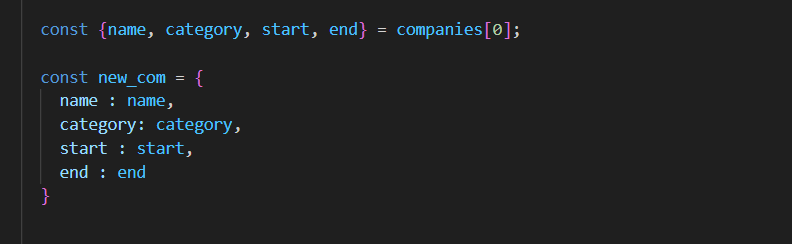 const {name, category, start, end} = companies[0];
const new_com = {
name : name,
category: category,
start : start,
end : end
}